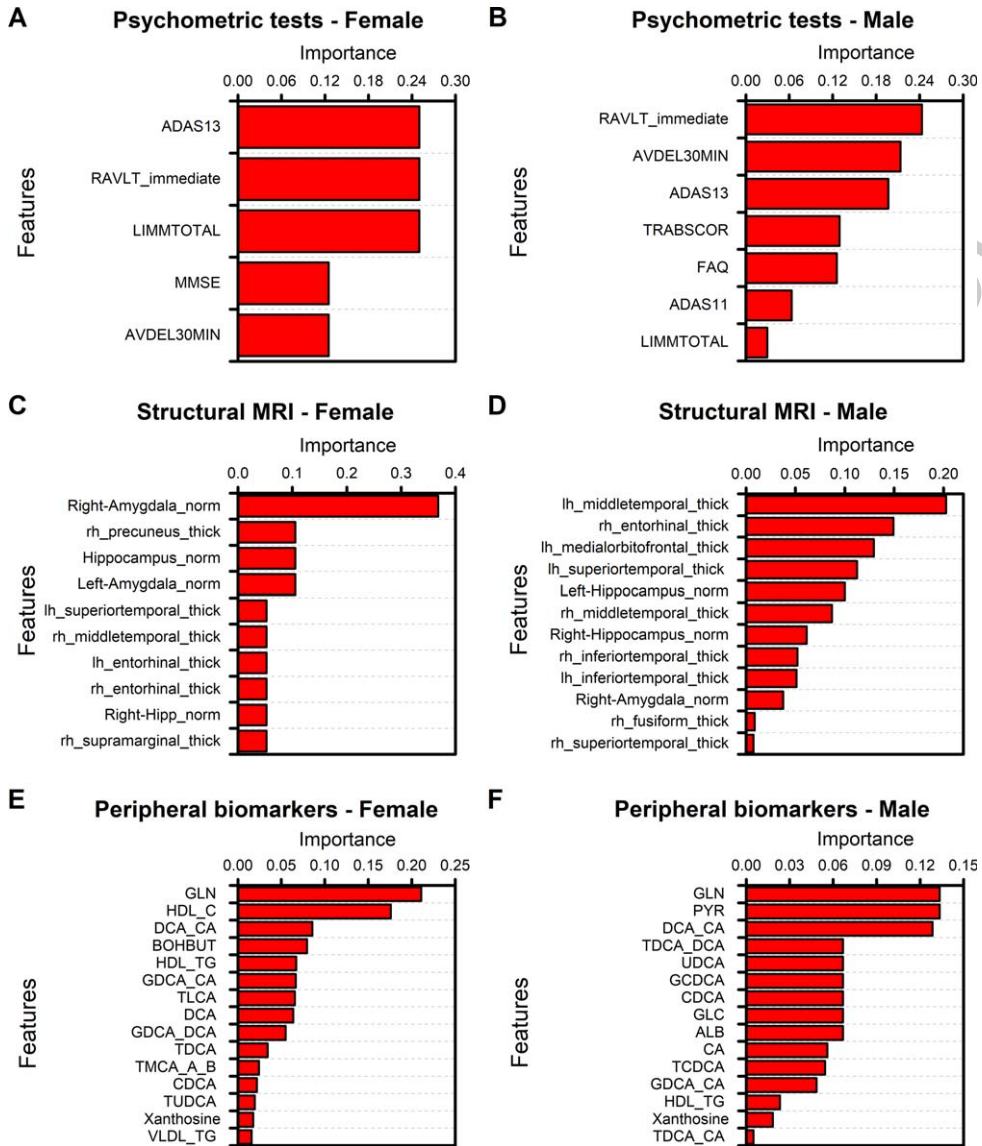 A
Psychometric tests - Female
Importance
0.00 0.06 0.12 0.18 0.24 0.30
Features
ADAS13
RAVLT_immediate
LIMMTOTAL
MMSE
AVDEL30MIN
B
Psychometric tests - Male
Importance
0.00 0.06 0.12 0.18 0.24 0.30
Features
RAVLT_immediate
AVDEL30MIN
ADAS13
TRABSCOR
FAQ
ADAS11
LIMMTOTAL
C
Structural MRI - Female
Importance
0.0 0.1 0.2 0.3 0.4
Features
Right-Amygdala_norm
rh_precuneus_thick
Hippocampus_norm
Left-Amygdala_norm
lh_superiortemporal_thick
rh_middletemporal_thick
lh_entorhinal_thick
rh_entorhinal_thick
Right-Hipp_norm
rh_supramarginal_thick
D
Structural MRI - Male
Importance
0.00 0.05 0.10 0.15 0.20
Features
lh_middletemporal_thick
rh_entorhinal_thick
lh_medialorbitofrontal_thick
lh_superiortemporal_thick
Left-Hippocampus_norm
rh_middletemporal_thick
Right-Hippocampus_norm
rh_inferiortemporal_thick
lh_inferiortemporal_thick
Right-Amygdala_norm
rh_fusiform_thick
rh_superiortemporal_thick
E
Peripheral biomarkers - Female
Importance
0.00 0.05 0.10 0.15 0.20 0.25
Features
GLN
HDL_C
DCA_CA
BOHBUT
HDL_TG
GDCA_CA
TLCA
DCA
GDCA_DCA
TDCA
TMCA_A_B
CDCA
TUDCA
Xanthosine
VLDL_TG
F
Peripheral biomarkers - Male
Importance
0.00 0.03 0.06 0.09 0.12 0.15
Features
GLN
PYR
DCA_CA
TDCA_DCA
UDCA
GCDCA
CDCA
GLC
ALB
CA
TCDCA
GDCA_CA
HDL_TG
Xanthosine
TDCA_CA